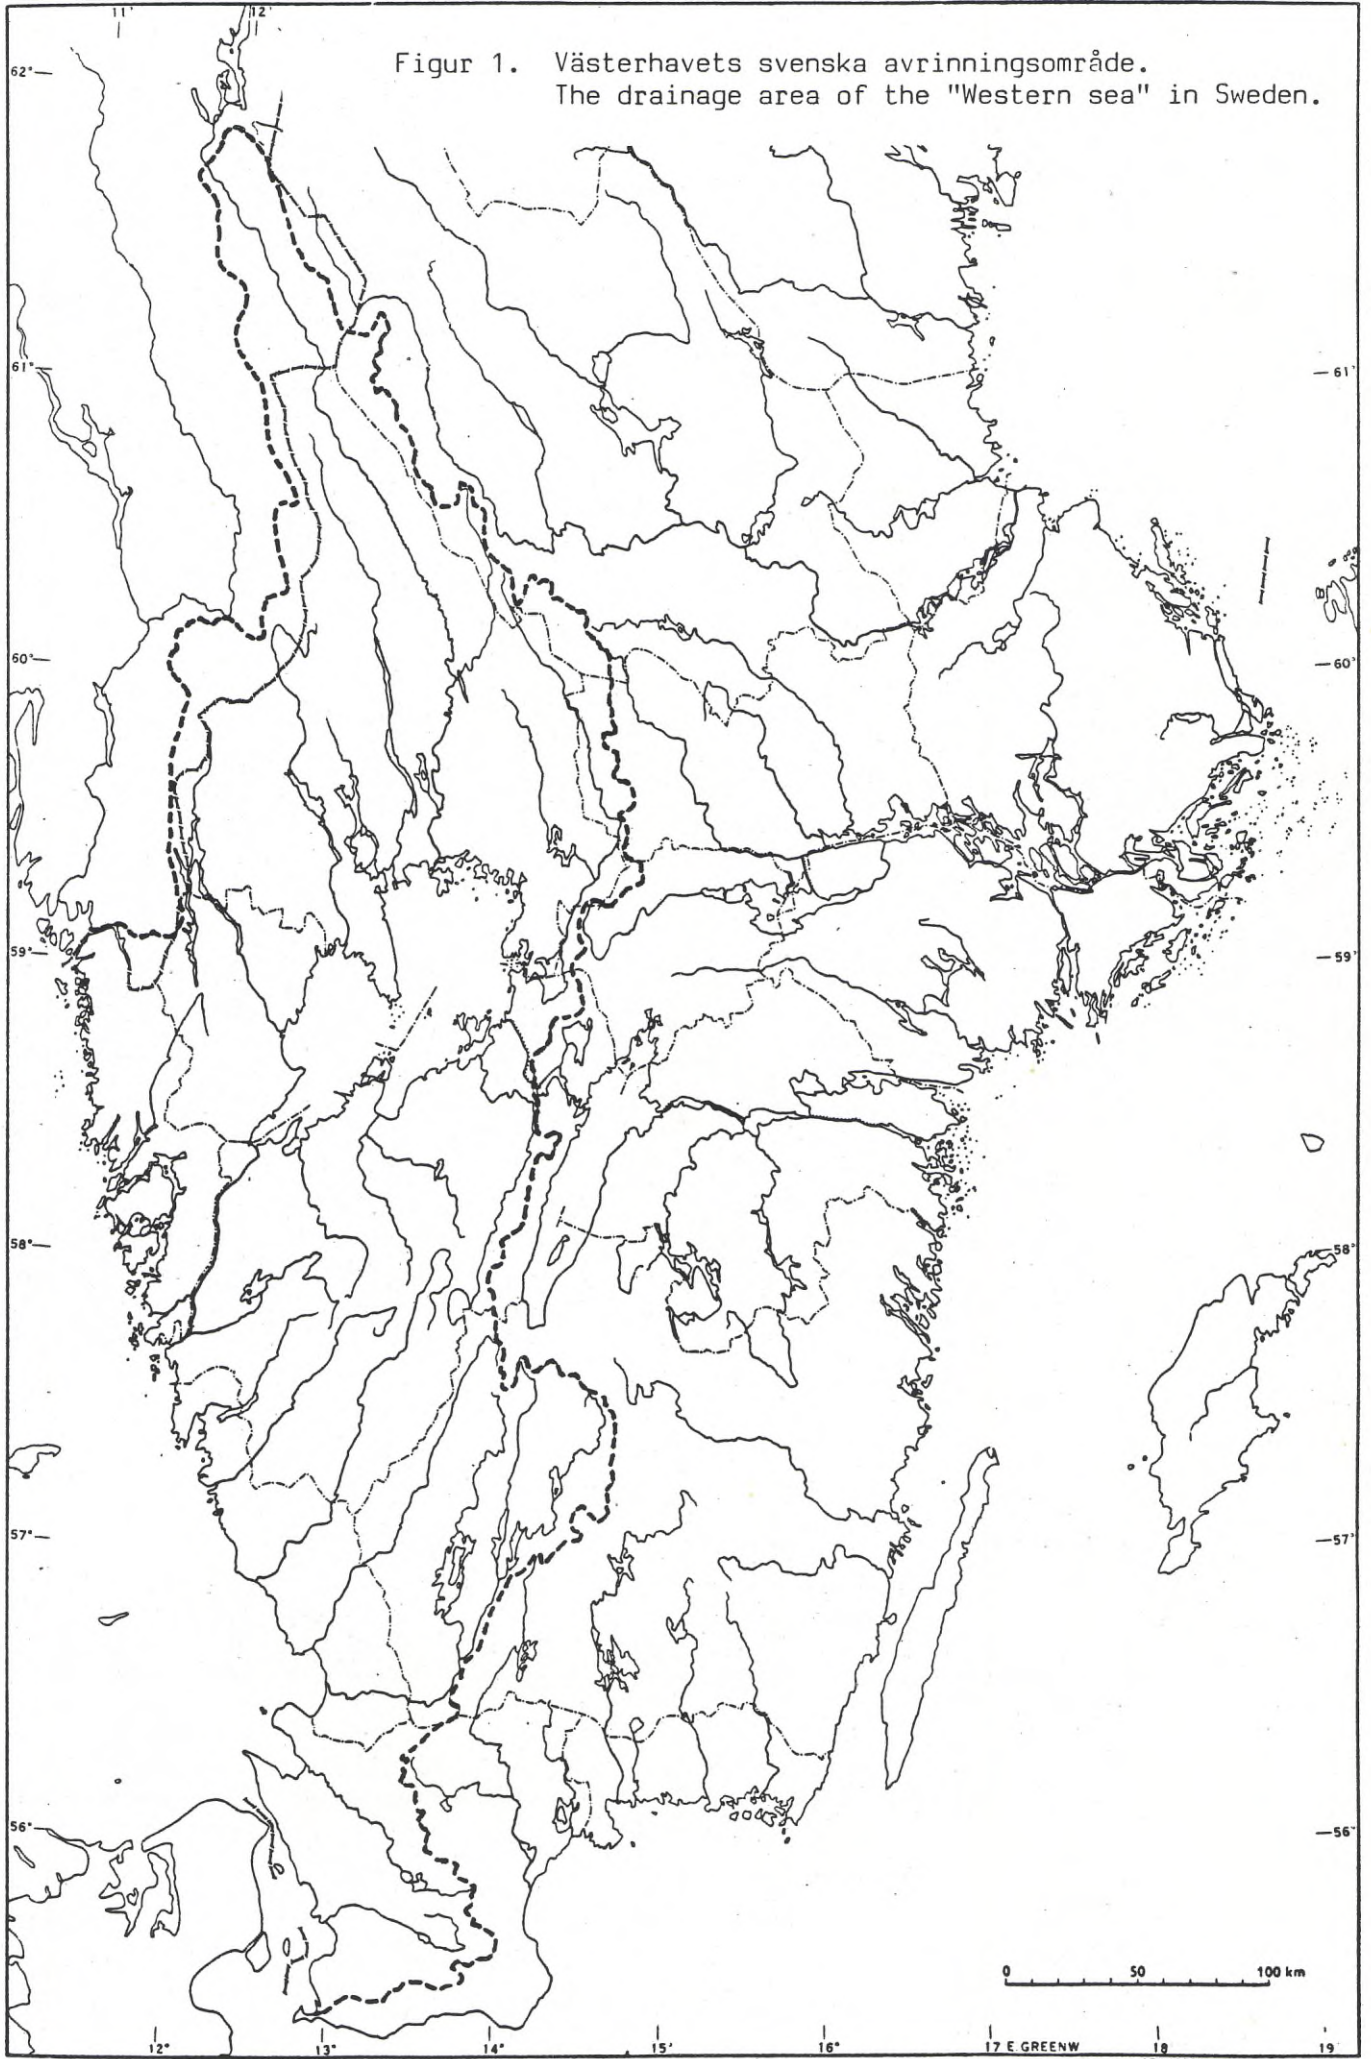 11° 12°
Figur 1. Västerhavets svenska avrinningsområde.
The drainage area of the "Western sea" in Sweden.
62°
61° 61°
60° 60°
59° 59°
58° 58°
57° 57°
56° 56°
0 50 100 km
12° 13° 14° 15° 16° 17 E.GREENW 18 19